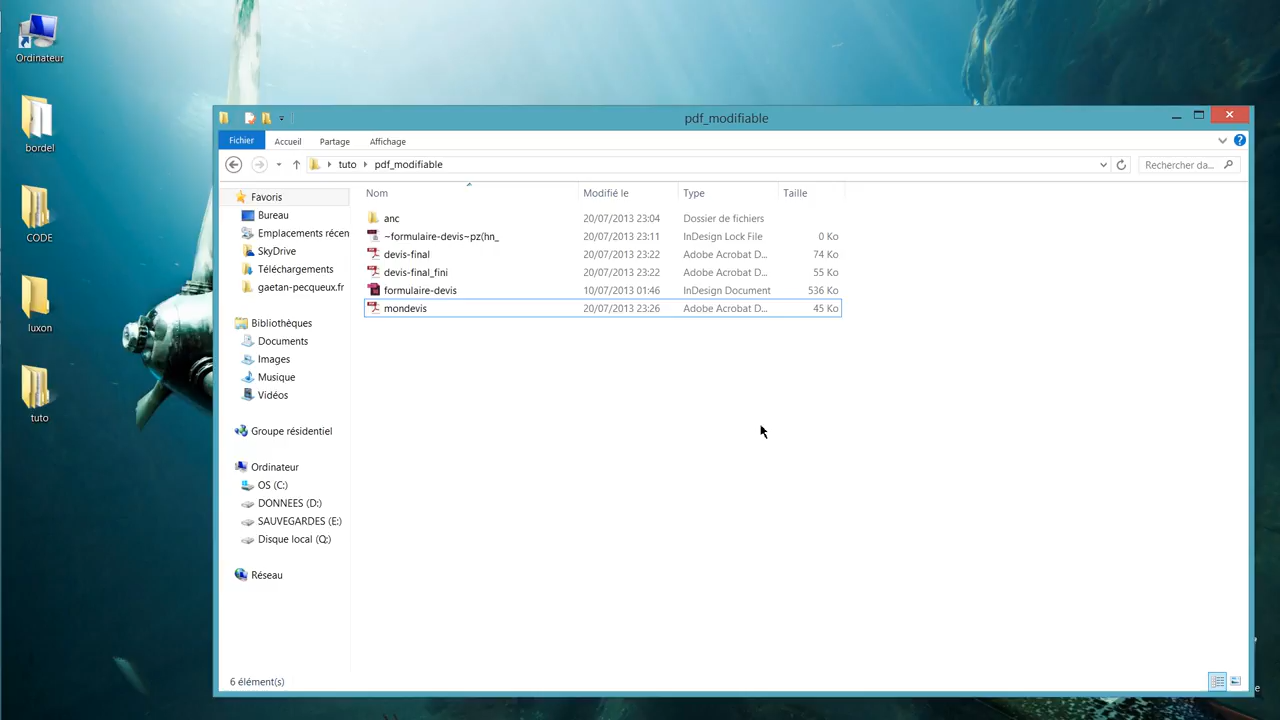 Ordinateur
bordel
CODE
luxon
tuto
pdf_modifiable
Fichier
Accueil
Partage
Affichage
tuto
pdf_modifiable
Rechercher da...
Nom
Modifié le
Type
Taille
Favoris
Bureau
Emplacements récen
SkyDrive
Téléchargements
gaetan-pecqueux.fr
Bibliothèques
Documents
Images
Musique
Vidéos
Groupe résidentiel
Ordinateur
OS (C:)
DONNEES (D:)
SAUVEGARDES (E:)
Disque local (Q:)
Réseau
anc 20/07/2013 23:04 Dossier de fichiers
~formulaire-devis~pz(hn_ 20/07/2013 23:11 InDesign Lock File 0 Ko
devis-final 20/07/2013 23:22 Adobe Acrobat D... 74 Ko
devis-final_fini 20/07/2013 23:22 Adobe Acrobat D... 55 Ko
formulaire-devis 10/07/2013 01:46 InDesign Document 536 Ko
mondevis 20/07/2013 23:26 Adobe Acrobat D... 45 Ko
6 élément(s)